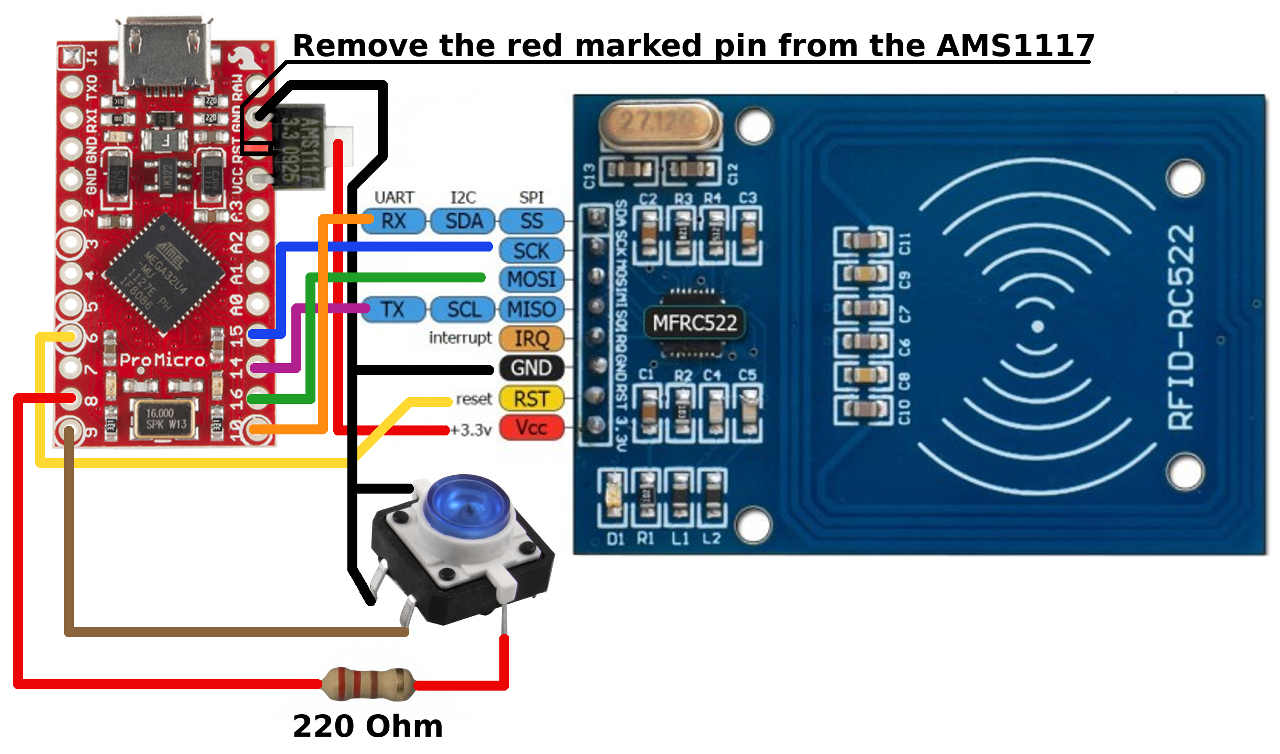 Remove the red marked pin from the AMS1117
J1
TXO
RXI
GND
GND
2
3
4
5
6
7
8
9
RAW
GND
RST
VCC
A3
A2
A1
A0
15
14
16
10
AMS1117
3.3 0925
F
ATMEL
MEGA32U4
ProMicro
16.000
SPK W13
UART I2C SPI
RX SDA SS
SCK
MOSI
TX SCL MISO
interrupt IRQ
GND
reset RST
+3.3v Vcc
27.120
C13
C12
C2 R3 R4 C3
SDA SCK MOSI MISO IRQ GND RST 3.3V
MFRC522
C1 R2 C4 C5
D1 R1 L1 L2
C11
C9
C7
C6
C8
C10
RFID-RC522
220 Ohm